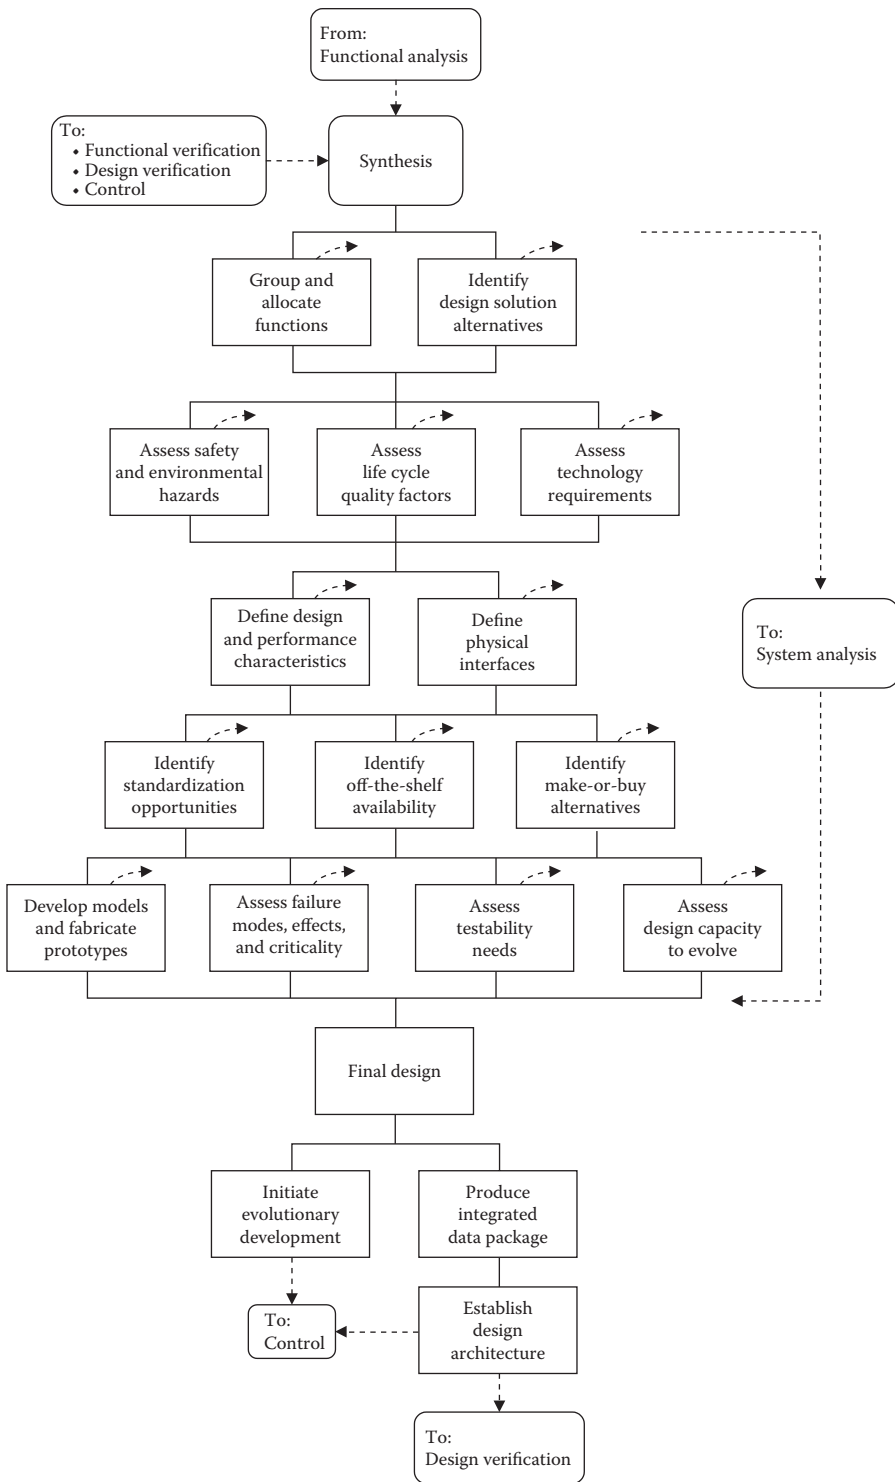 From:
Functional analysis
To:
• Functional verification
• Design verification
• Control
Synthesis
Group and
allocate
functions
Identify
design solution
alternatives
Assess safety
and environmental
hazards
Assess
life cycle
quality factors
Assess
technology
requirements
Define design
and performance
characteristics
Define
physical
interfaces
To:
System analysis
Identify
standardization
opportunities
Identify
off-the-shelf
availability
Identify
make-or-buy
alternatives
Develop models
and fabricate
prototypes
Assess failure
modes, effects,
and criticality
Assess
testability
needs
Assess
design capacity
to evolve
Final design
Initiate
evolutionary
development
Produce
integrated
data package
To:
Control
Establish
design
architecture
To:
Design verification